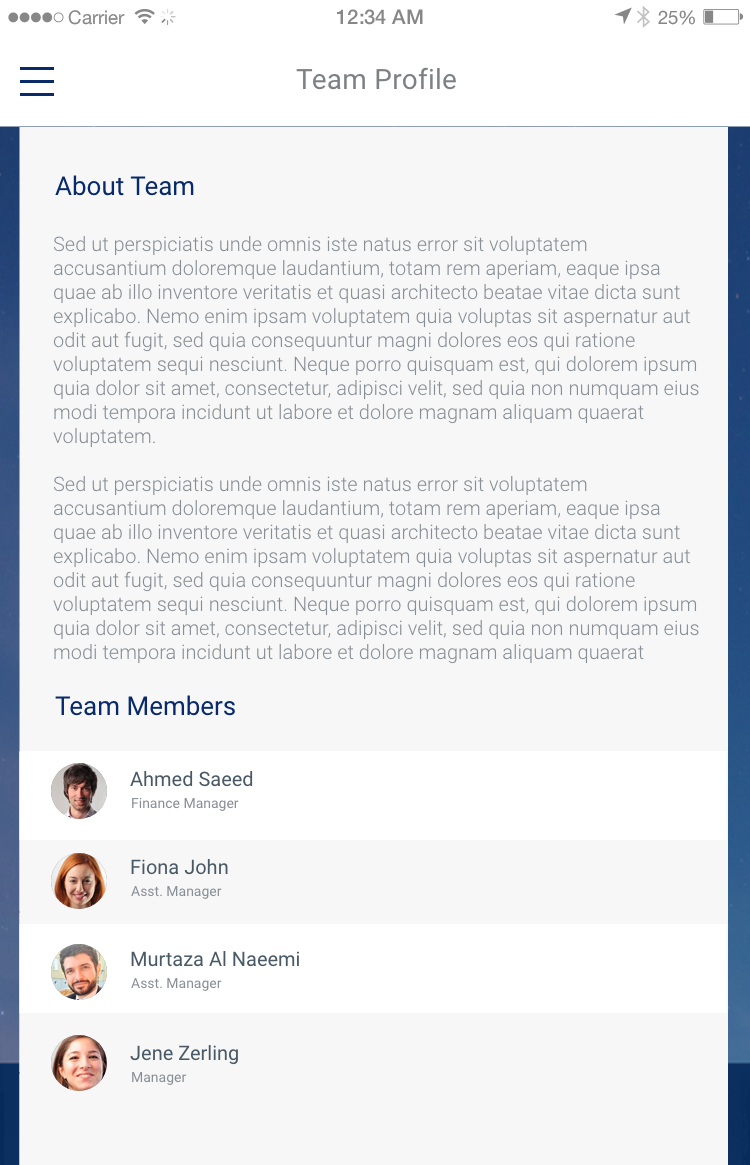 Carrier 12:34 AM 25%
Team Profile
About Team
Sed ut perspiciatis unde omnis iste natus error sit voluptatem
accusantium doloremque laudantium, totam rem aperiam, eaque ipsa
quae ab illo inventore veritatis et quasi architecto beatae vitae dicta sunt
explicabo. Nemo enim ipsam voluptatem quia voluptas sit aspernatur aut
odit aut fugit, sed quia consequuntur magni dolores eos qui ratione
voluptatem sequi nesciunt. Neque porro quisquam est, qui dolorem ipsum
quia dolor sit amet, consectetur, adipisci velit, sed quia non numquam eius
modi tempora incidunt ut labore et dolore magnam aliquam quaerat
voluptatem.
Sed ut perspiciatis unde omnis iste natus error sit voluptatem
accusantium doloremque laudantium, totam rem aperiam, eaque ipsa
quae ab illo inventore veritatis et quasi architecto beatae vitae dicta sunt
explicabo. Nemo enim ipsam voluptatem quia voluptas sit aspernatur aut
odit aut fugit, sed quia consequuntur magni dolores eos qui ratione
voluptatem sequi nesciunt. Neque porro quisquam est, qui dolorem ipsum
quia dolor sit amet, consectetur, adipisci velit, sed quia non numquam eius
modi tempora incidunt ut labore et dolore magnam aliquam quaerat
Team Members
Ahmed Saeed
Finance Manager
Fiona John
Asst. Manager
Murtaza Al Naeemi
Asst. Manager
Jene Zerling
Manager